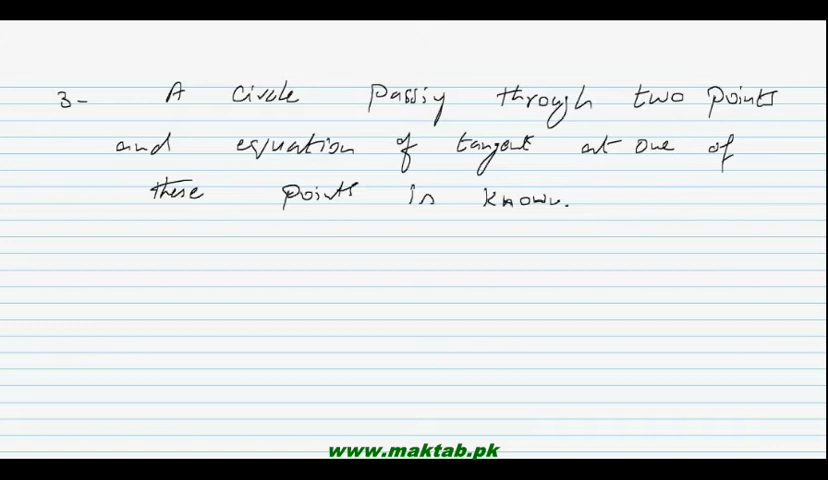 3- A circle passiy through two points
and equation of tangent at one of
these points is known.
www.maktab.pk